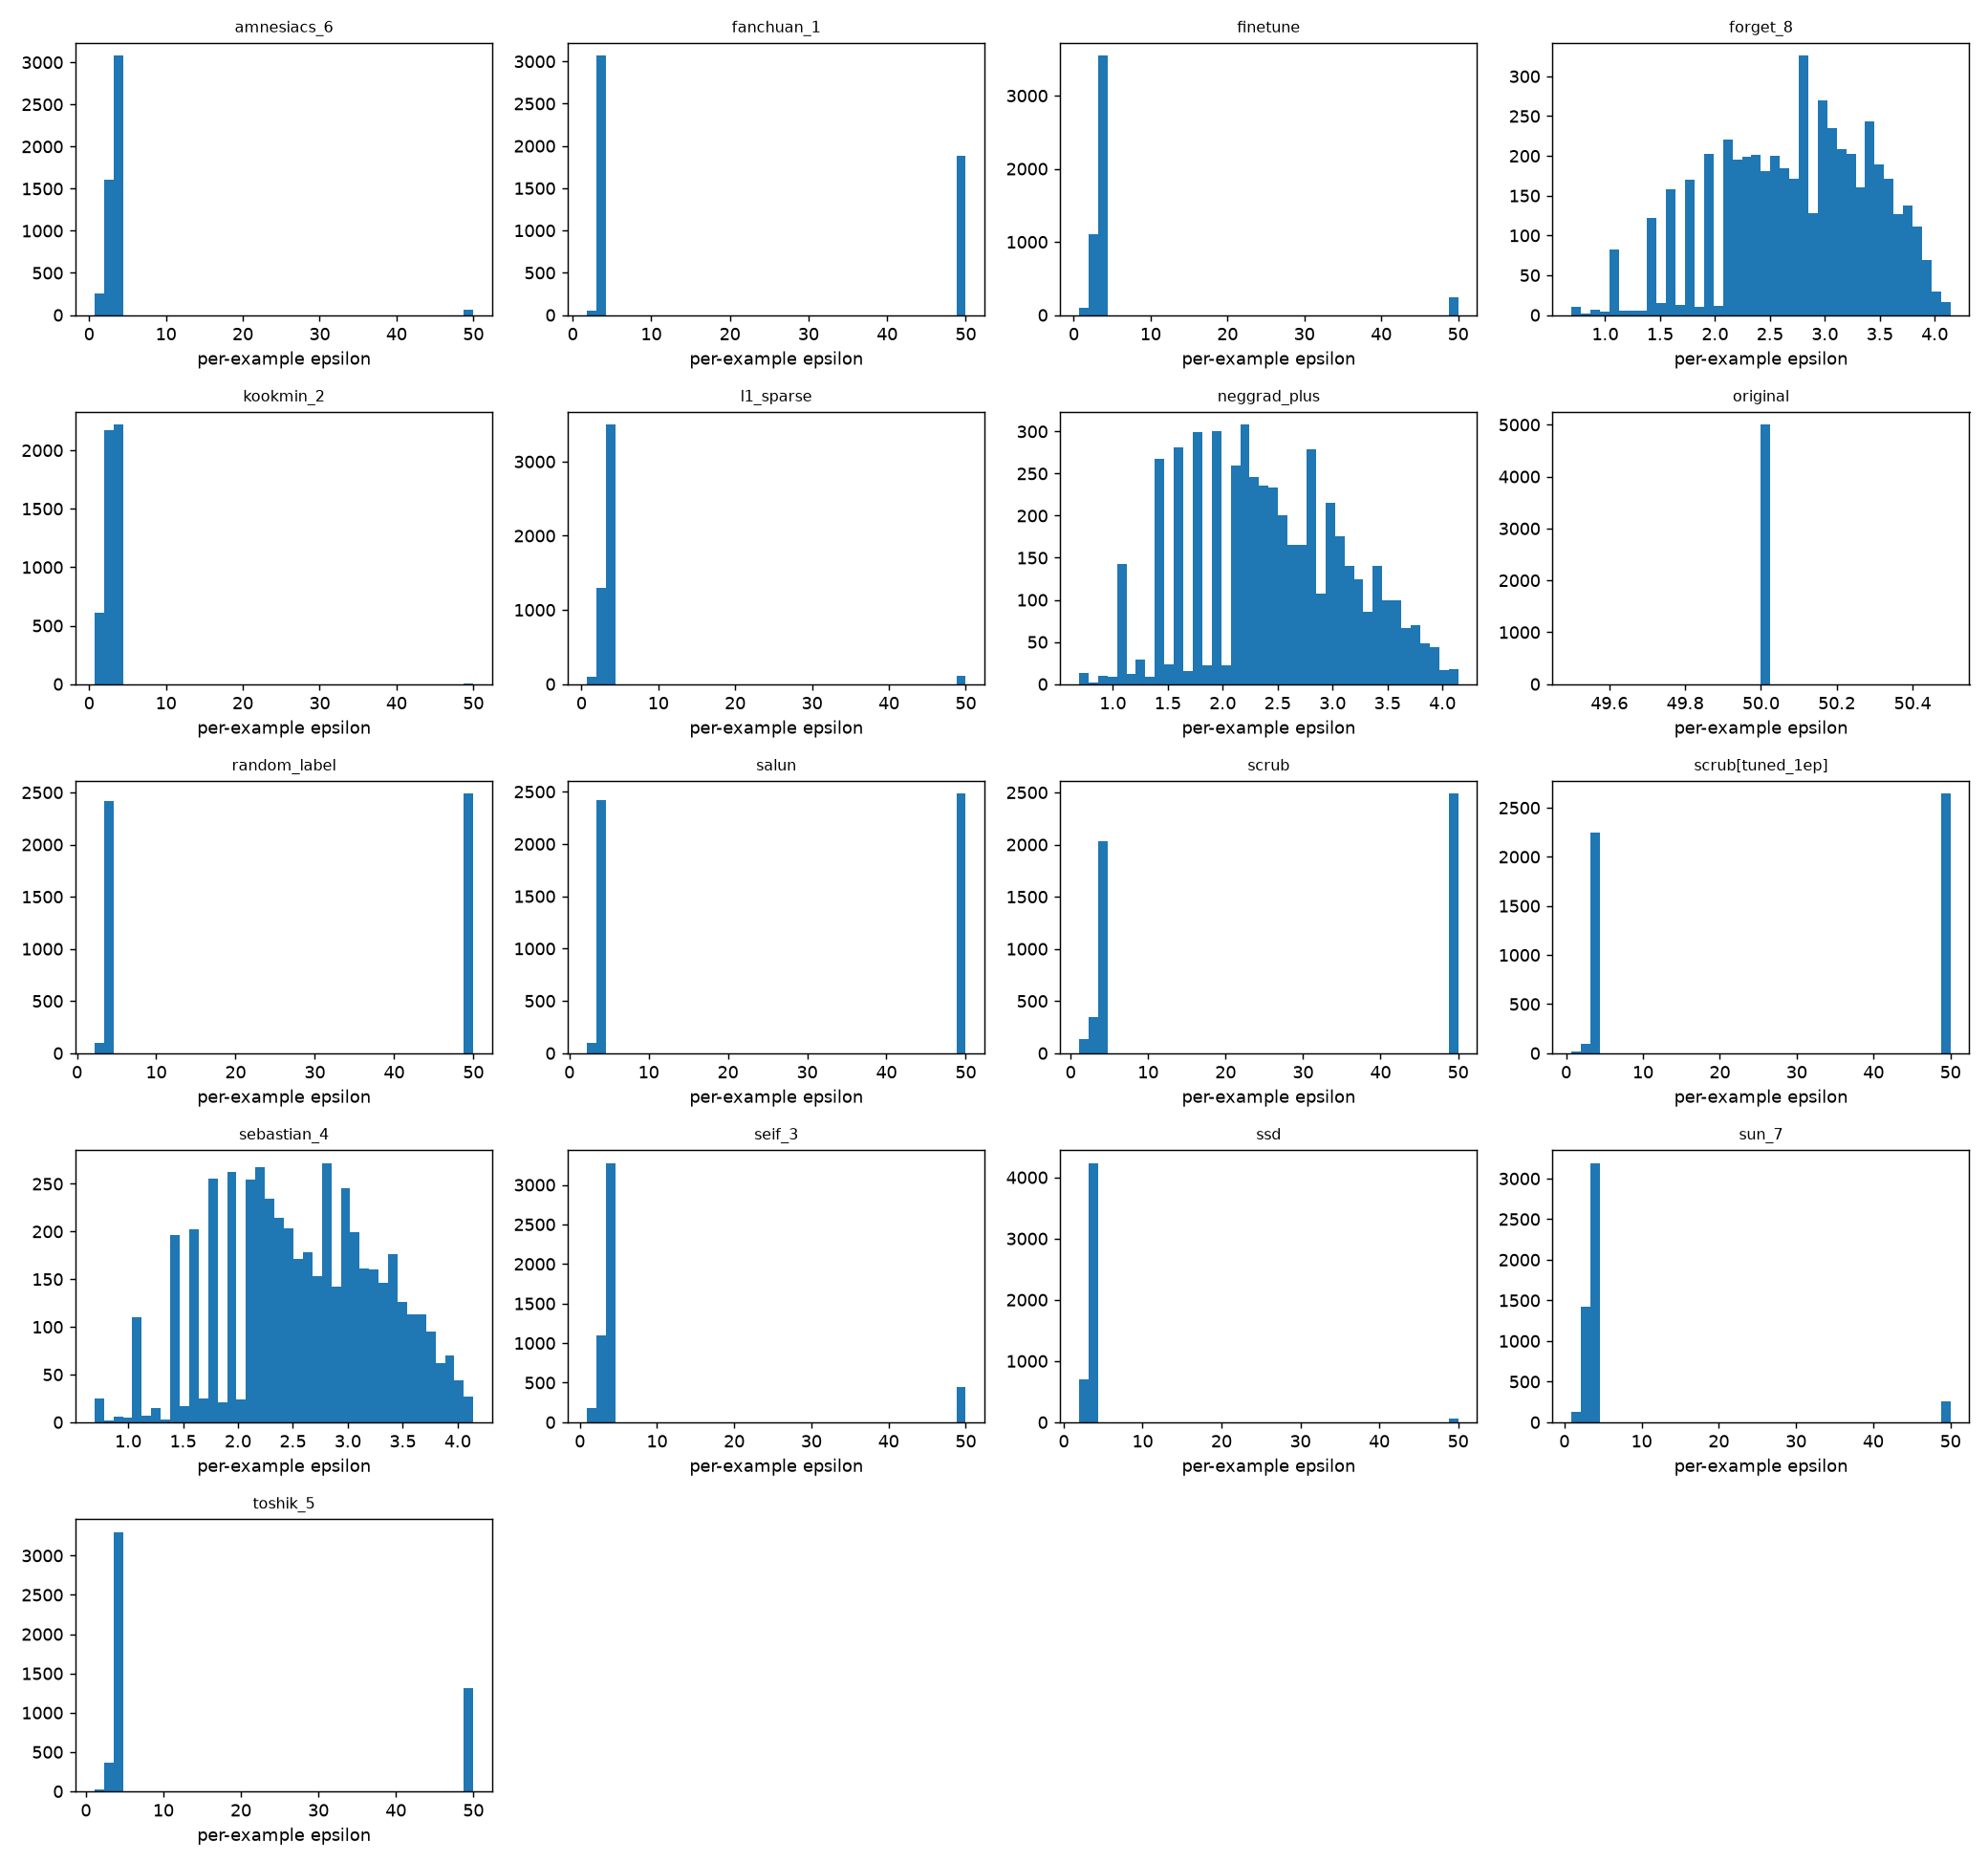 amnesiacs_6 fanchuan_1 finetune forget_8
3000 3000 3000 300
2500 2500 2000 250
2000 2000 1000 200
1500 1500 0 150
1000 1000 100
500 500 50
0 0 0
0 10 20 30 40 50 0 10 20 30 40 50 0 10 20 30 40 50 1.0 1.5 2.0 2.5 3.0 3.5 4.0
per-example epsilon per-example epsilon per-example epsilon per-example epsilon
kookmin_2 l1_sparse neggrad_plus original
2000 3000 300 5000
1500 2000 250 4000
1000 1000 200 3000
500 0 150 2000
0 100 1000
50 0
0
0 10 20 30 40 50 0 10 20 30 40 50 1.0 1.5 2.0 2.5 3.0 3.5 4.0 49.6 49.8 50.0 50.2 50.4
per-example epsilon per-example epsilon per-example epsilon per-example epsilon
random_label salun scrub scrub[tuned_1ep]
2500 2500 2500 2500
2000 2000 2000 2000
1500 1500 1500 1500
1000 1000 1000 1000
500 500 500 500
0 0 0 0
0 10 20 30 40 50 0 10 20 30 40 50 0 10 20 30 40 50 0 10 20 30 40 50
per-example epsilon per-example epsilon per-example epsilon per-example epsilon
sebastian_4 seif_3 ssd sun_7
250 3000 4000 3000
200 2500 3000 2500
150 2000 2000 2000
100 1500 1000 1500
50 1000 0 1000
0 500 500
0 0
1.0 1.5 2.0 2.5 3.0 3.5 4.0 0 10 20 30 40 50 0 10 20 30 40 50 0 10 20 30 40 50
per-example epsilon per-example epsilon per-example epsilon per-example epsilon
toshik_5
3000
2500
2000
1500
1000
500
0
0 10 20 30 40 50
per-example epsilon